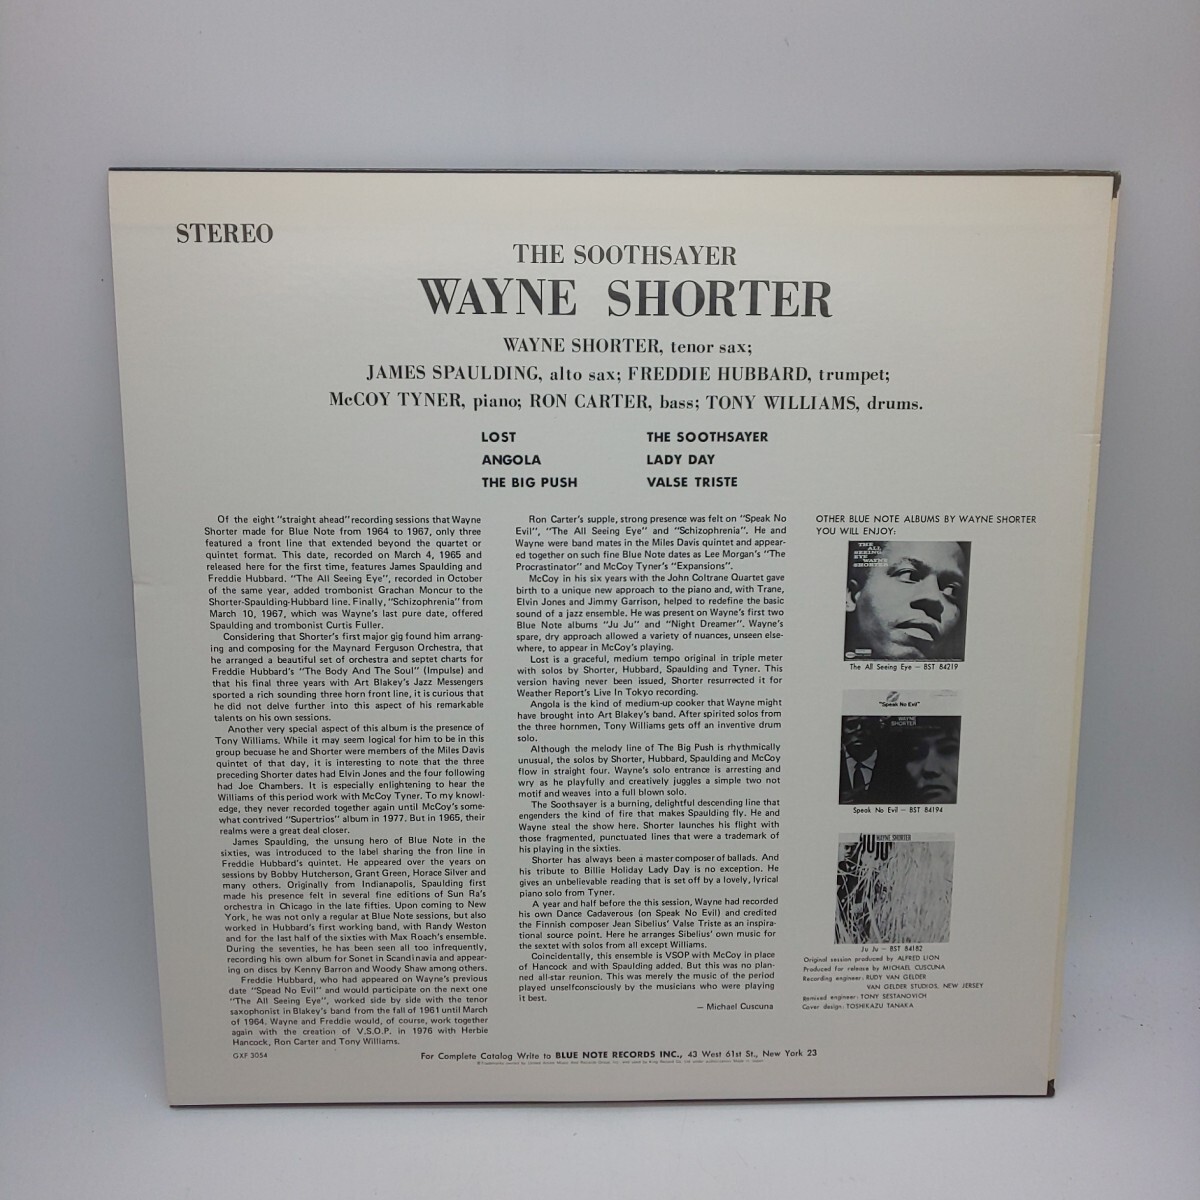 STEREO
THE SOOTHSAYER
WAYNE SHORTER
WAYNE SHORTER, tenor sax;
JAMES SPAULDING, alto sax; FREDDIE HUBBARD, trumpet;
McCOY TYNER, piano; RON CARTER, bass; TONY WILLIAMS, drums.
LOST
ANGOLA
THE BIG PUSH
THE SOOTHSAYER
LADY DAY
VALSE TRISTE
Of the eight "straight ahead" recording sessions that Wayne
Shorter made for Blue Note from 1964 to 1967, only three
featured a front line that extended beyond the quartet or
quintet format. This date, recorded on March 4, 1965 and
released here for the first time, features James Spaulding and
Freddie Hubbard. "The All Seeing Eye", recorded in October
of the same year, added trombonist Grachan Moncur to the
Shorter-Spaulding-Hubbard line. Finally, "Schizophrenia" from
March 10, 1967, which was Wayne's last pure date, offered
Spaulding and trombonist Curtis Fuller.
Considering that Shorter's first major gig found him arrang-
ing and composing for the Maynard Ferguson Orchestra, that
he arranged a beautiful set of orchestra and septet charts for
Freddie Hubbard's "The Body And The Soul" (Impulse) and
that his final three years with Art Blakey's Jazz Messengers
sported a rich sounding three horn front line, it is curious that
he did not delve further into this aspect of his remarkable
talents on his own sessions.
Another very special aspect of this album is the presence of
Tony Williams. While it may seem logical for him to be in this
group becuase he and Shorter were members of the Miles Davis
quintet of that day, it is interesting to note that the three
preceding Shorter dates had Elvin Jones and the four following
had Joe Chambers. It is especially enlightening to hear the
Williams of this period work with McCoy Tyner. To my knowl-
edge, they never recorded together again until McCoy's some-
what contrived "Supertrios" album in 1977. But in 1965, their
realms were a great deal closer.
James Spaulding, the unsung hero of Blue Note in the
sixties, was introduced to the label sharing the fron line in
Freddie Hubbard's quintet. He appeared over the years on
sessions by Bobby Hutcherson, Grant Green, Horace Silver and
many others. Originally from Indianapolis, Spaulding first
made his presence felt in several fine editions of Sun Ra's
orchestra in Chicago in the late fifties. Upon coming to New
York, he was not only a regular at Blue Note sessions, but also
worked in Hubbard's first working band, with Randy Weston
and for the last half of the sixties with Max Roach's ensemble.
During the seventies, he has been seen all too infrequently,
recording his own album for Sonet in Scandinavia and appear-
ing on discs by Kenny Barron and Woody Shaw among others.
Freddie Hubbard, who had appeared on Wayne's previous
date "Speak No Evil" and would participate on the next one
"The All Seeing Eye", worked side by side with the tenor
saxophonist in Blakey's band from the fall of 1961 until March
of 1964. Wayne and Freddie would, of course, work together
again with the creation of V.S.O.P. in 1976 with Herbie
Hancock, Ron Carter and Tony Williams.
GXF 3054
Ron Carter's supple, strong presence was felt on "Speak No
Evil", "The All Seeing Eye" and "Schizophrenia". He and
Wayne were band mates in the Miles Davis quintet and appear-
ed together on such fine Blue Note dates as Lee Morgan's "The
Procrastinator" and McCoy Tyner's "Expansions".
McCoy in his six years with the John Coltrane Quartet gave
birth to a unique new approach to the piano and, with Trane,
Elvin Jones and Jimmy Garrison, helped to redefine the basic
sound of a jazz ensemble. He was present on Wayne's first two
Blue Note albums "Ju Ju" and "Night Dreamer". Wayne's
spare, dry approach allowed a variety of nuances, unseen else-
where, to appear in McCoy's playing.
Lost is a graceful, medium tempo original in triple meter
with solos by Shorter, Hubbard, Spaulding and Tyner. This
version having never been issued, Shorter resurrected it for
Weather Report's Live In Tokyo recording.
Angola is the kind of medium-up cooker that Wayne might
have brought into Art Blakey's band. After spirited solos from
the three hornmen, Tony Williams gets off an inventive drum
solo.
Although the melody line of The Big Push is rhythmically
unusual, the solos by Shorter, Hubbard, Spaulding and McCoy
flow in straight four. Wayne's solo entrance is arresting and
wry as he playfully and creatively juggles a simple two not
motif and weaves into a full blown solo.
The Soothsayer is a burning, delightful descending line that
engenders the kind of fire that makes Spaulding fly. He and
Wayne steal the show here. Shorter launches his flight with
those fragmented, punctuated lines that were a trademark of
his playing in the sixties.
Shorter has always been a master composer of ballads. And
his tribute to Billie Holiday Lady Day is no exception. He
gives an unbelievable reading that is set off by a lovely, lyrical
piano solo from Tyner.
A year and half before the this session, Wayne had recorded
his own Dance Cadaverous (on Speak No Evil) and credited
the Finnish composer Jean Sibelius' Valse Triste as an inspira-
tional source point. Here he arranges Sibelius' own music for
the sextet with solos from all except Williams.
Coincidentally, this ensemble is VSOP with McCoy in place
of Hancock and with Spaulding added. But this was no plan-
ned all-star reunion. This was merely the music of the period
played unselfconsciously by the musicians who were playing
it best.
— Michael Cuscuna
OTHER BLUE NOTE ALBUMS BY WAYNE SHORTER
YOU WILL ENJOY:
THE
ALL
SEEING
EYE
WAYNE
SHORTER
The All Seeing Eye — BST 84219
"Speak No Evil"
WAYNE
SHORTER
Speak No Evil — BST 84194
JUJU
WAYNE SHORTER
Ju Ju — BST 84182
Original session produced by ALFRED LION
Produced for release by MICHAEL CUSCUNA
Recording engineer: RUDY VAN GELDER
VAN GELDER STUDIOS, NEW JERSEY
Remixed engineer: TONY SESTANOVICH
Cover design: TOSHIKAZU TANAKA
For Complete Catalog Write to BLUE NOTE RECORDS INC., 43 West 61st St., New York 23